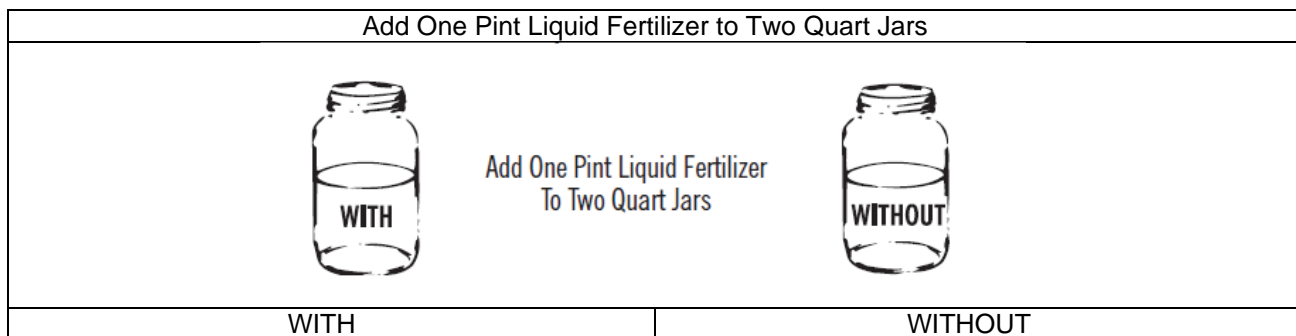 Add One Pint Liquid Fertilizer to Two Quart Jars
WITH
Add One Pint Liquid Fertilizer
To Two Quart Jars
WITHOUT
WITH
WITHOUT